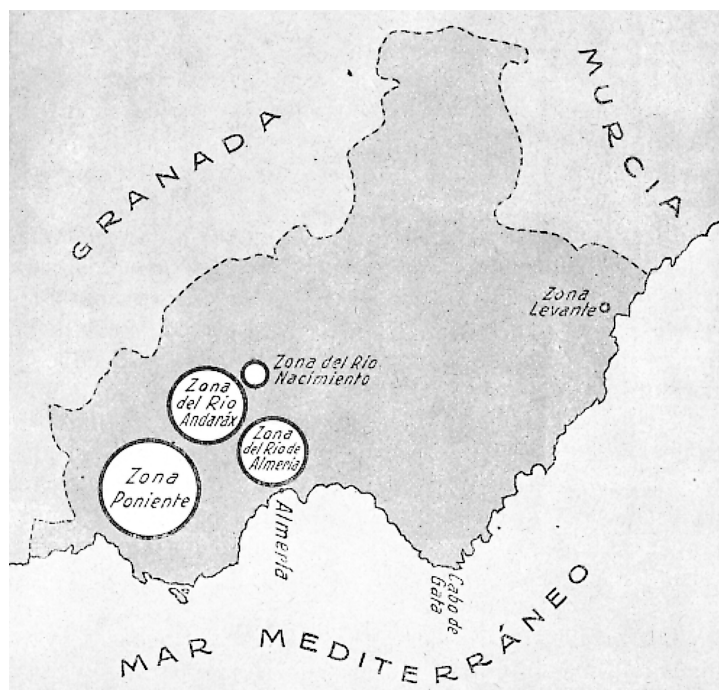 GRANADA
MURCIA
Zona
Levante
Zona del Río
Nacimiento
Zona
del Río
Andaráx
Zona
del Río de
Almería
Zona
Poniente
Almería
Cabo de
Gata
MAR MEDITERRÁNEO